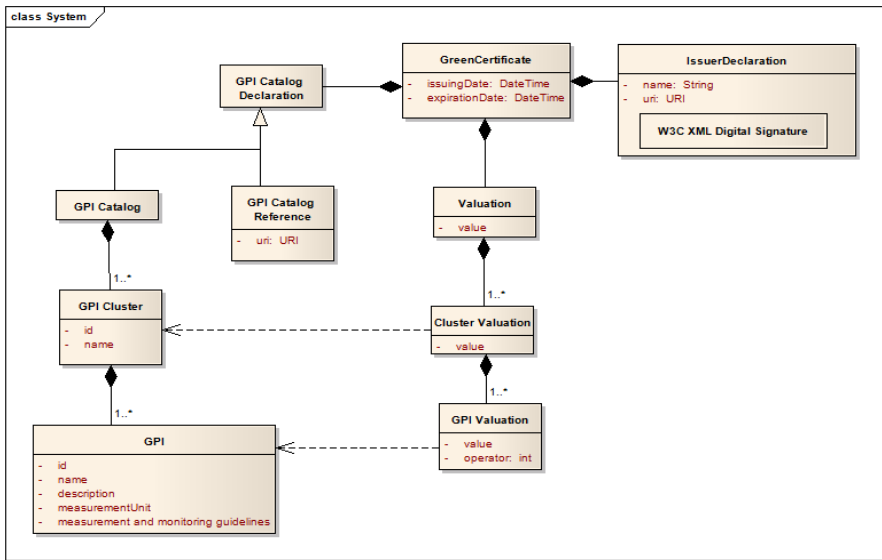 class System
GPI Catalog
Declaration
GreenCertificate
- issuingDate: DateTime
- expirationDate: DateTime
IssuerDeclaration
- name: String
- uri: URI
W3C XML Digital Signature
GPI Catalog
GPI Catalog
Reference
- uri: URI
Valuation
- value
1..*
1..*
GPI Cluster
- id
- name
Cluster Valuation
- value
1..*
1..*
GPI
- id
- name
- description
- measurementUnit
- measurement and monitoring guidelines
GPI Valuation
- value
- operator: int